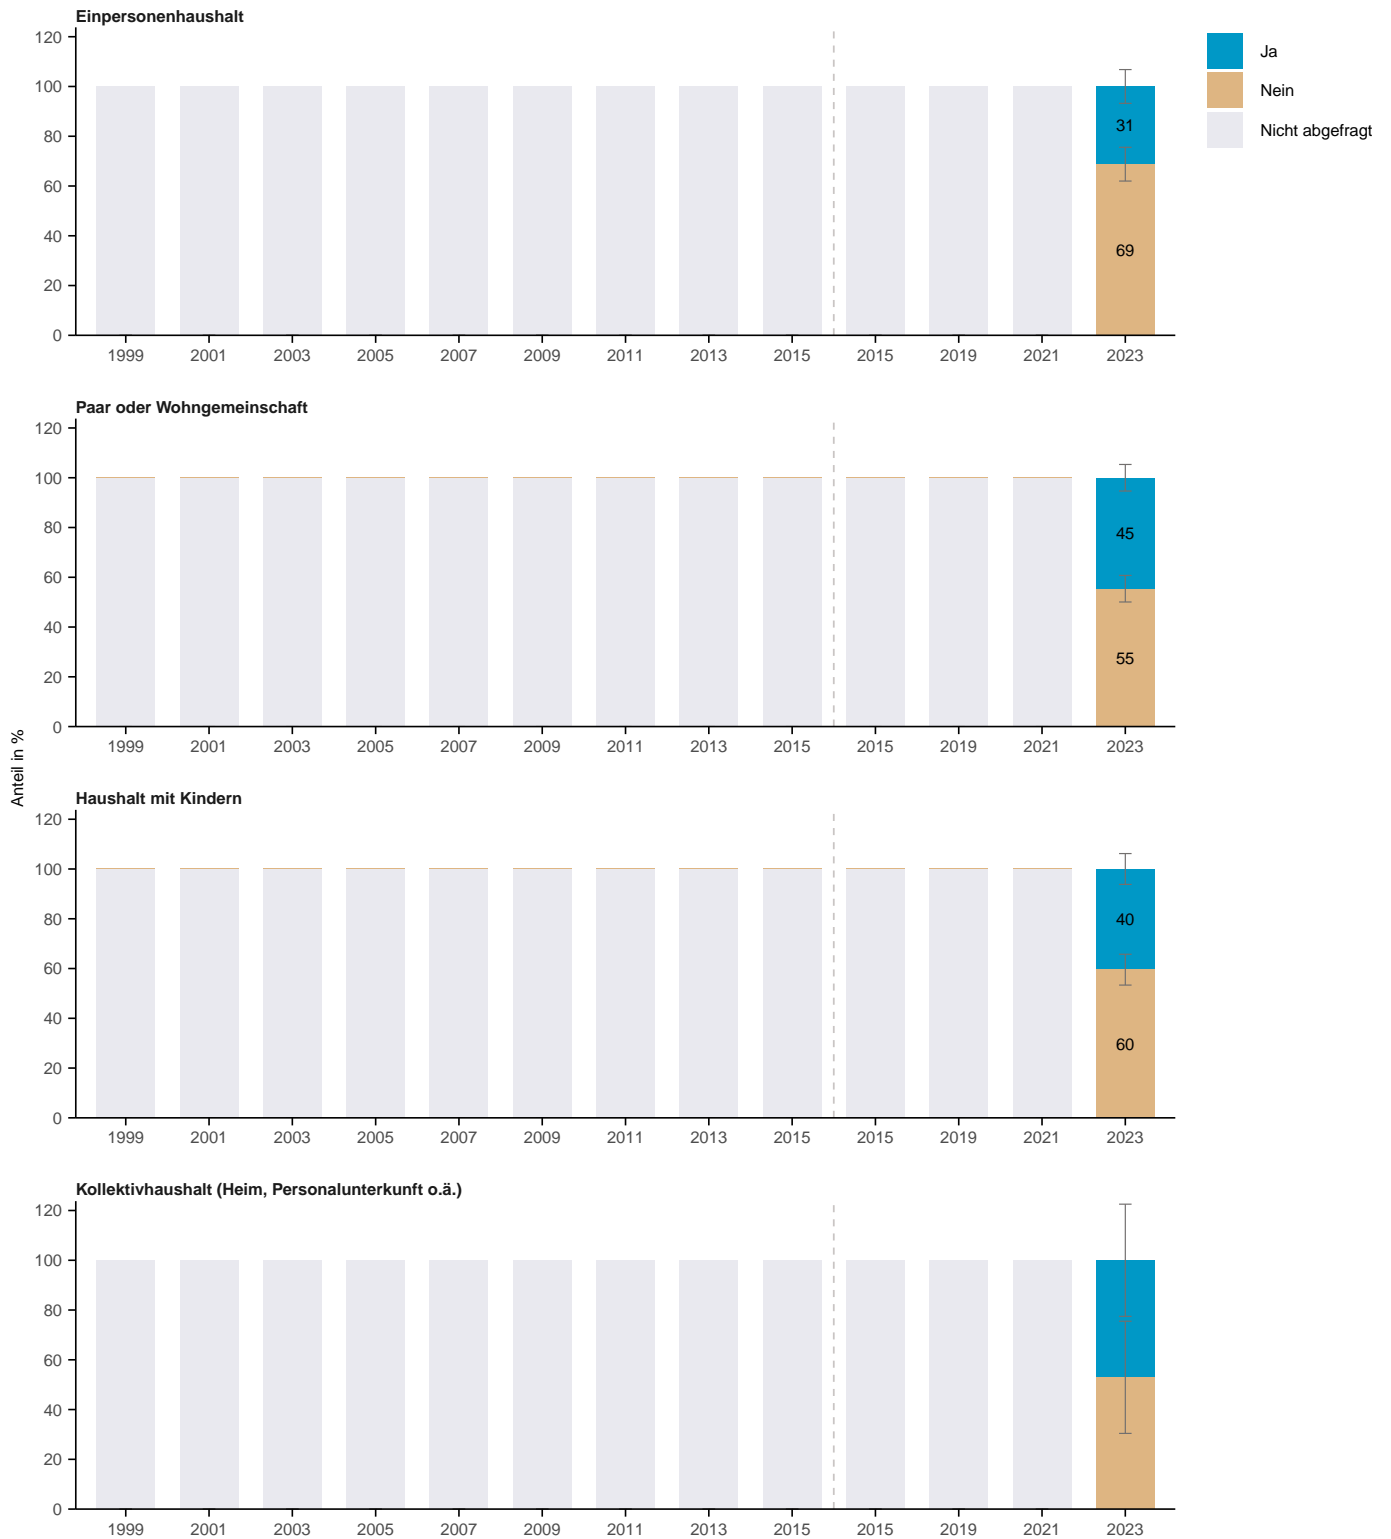 Einpersonenhaushalt
120
100
80
60
40
20
0
31
69
1999 2001 2003 2005 2007 2009 2011 2013 2015 2015 2019 2021 2023
Ja
Nein
Nicht abgefragt
Paar oder Wohngemeinschaft
120
100
80
60
40
20
0
45
55
1999 2001 2003 2005 2007 2009 2011 2013 2015 2015 2019 2021 2023
Anteil in %
Haushalt mit Kindern
120
100
80
60
40
20
0
40
60
1999 2001 2003 2005 2007 2009 2011 2013 2015 2015 2019 2021 2023
Kollektivhaushalt (Heim, Personalunterkunft o.ä.)
120
100
80
60
40
20
0
1999 2001 2003 2005 2007 2009 2011 2013 2015 2015 2019 2021 2023